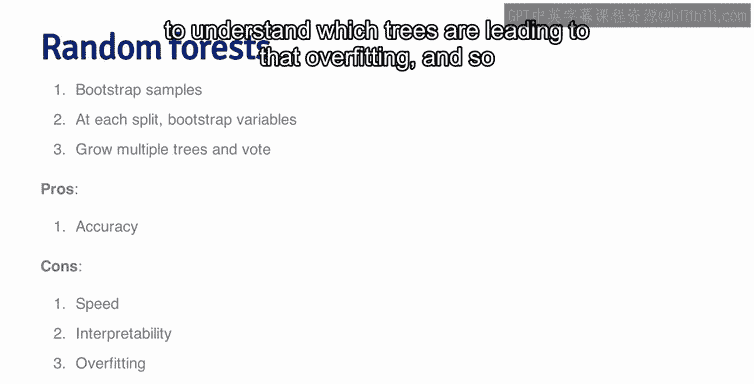 to understand which trees are leading to
that overfitting, and so
Random forests
1. Bootstrap samples
2. At each split, bootstrap variables
3. Grow multiple trees and vote
Pros:
1. Accuracy
Cons:
1. Speed
2. Interpretability
3. Overfitting